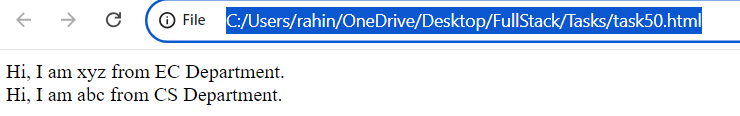 File C:/Users/rahin/OneDrive/Desktop/FullStack/Tasks/task50.html
Hi, I am xyz from EC Department.
Hi, I am abc from CS Department.